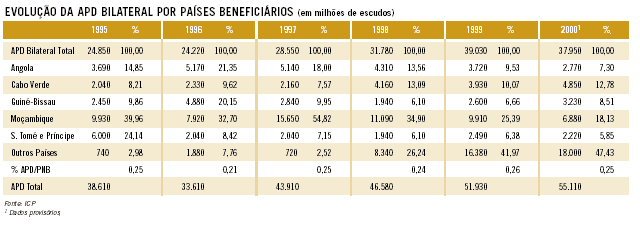 EVOLUÇÃO DA APD BILATERAL POR PAÍSES BENEFICIÁRIOS (em milhões de escudos)
1995 % 1996 % 1997 % 1998 % 1999 % 2000¹ %
APD Bilateral Total 24.850 100,00 24.220 100,00 28.550 100,00 31.780 100,00 39.030 100,00 37.950 100,
Angola 3.690 14,85 5.170 21,35 5.140 18,00 4.310 13,56 3.720 9,53 2.770 7,30
Cabo Verde 2.040 8,21 2.330 9,62 2.160 7,57 4.160 13,09 3.930 10,07 4.850 12,78
Guiné-Bissau 2.450 9,86 4.880 20,15 2.840 9,95 1.940 6,10 2.600 6,66 3.230 8,51
Moçambique 9.930 39,96 7.920 32,70 15.650 54,82 11.090 34,90 9.910 25,39 6.880 18,13
S. Tomé e Príncipe 6.000 24,14 2.040 8,42 2.040 7,15 1.940 6,10 2.490 6,38 2.220 5,85
Outros Países 740 2,98 1.880 7,76 720 2,52 8.340 26,24 16.380 41,97 18.000 47,43
% APD/PNB 0,25 0,21 0,25 0,24 0,26 0,25
APD Total 38.610 33.610 43.910 46.580 51.930 55.110
Fonte: ICP
¹ Dados provisórios